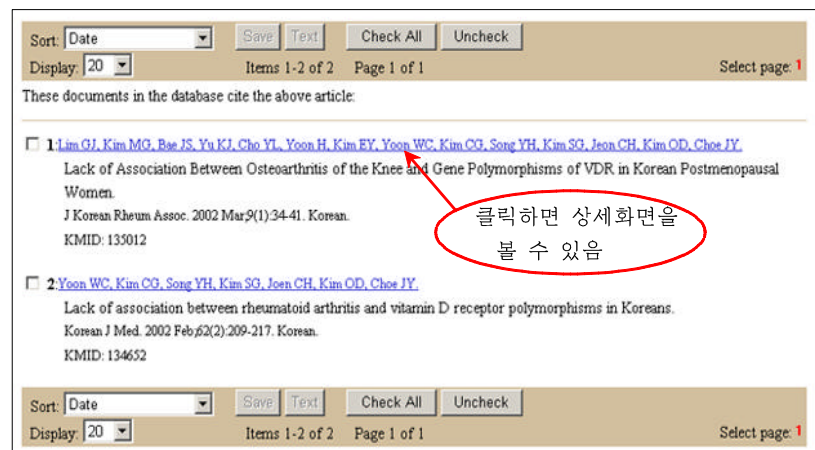 Sort: Date Save Text Check All Uncheck
Display: 20 Items 1-2 of 2 Page 1 of 1 Select page: 1
These documents in the database cite the above article:
1:Lim GJ, Kim MG, Bae JS, Yu KJ, Cho YL, Yoon H, Kim EY, Yoon WC, Kim CG, Song YH, Kim SG, Jeon CH, Kim OD, Choe JY.
Lack of Association Between Osteoarthritis of the Knee and Gene Polymorphisms of VDR in Korean Postmenopausal
Women.
J Korean Rheum Assoc. 2002 Mar;9(1):34-41. Korean.
KMID: 135012
클릭하면 상세화면을
볼 수 있음
2:Yoon WC, Kim CG, Song YH, Kim SG, Joen CH, Kim OD, Choe JY.
Lack of association between rheumatoid arthritis and vitamin D receptor polymorphisms in Koreans.
Korean J Med. 2002 Feb;62(2):209-217. Korean.
KMID: 134652
Sort: Date Save Text Check All Uncheck
Display: 20 Items 1-2 of 2 Page 1 of 1 Select page: 1